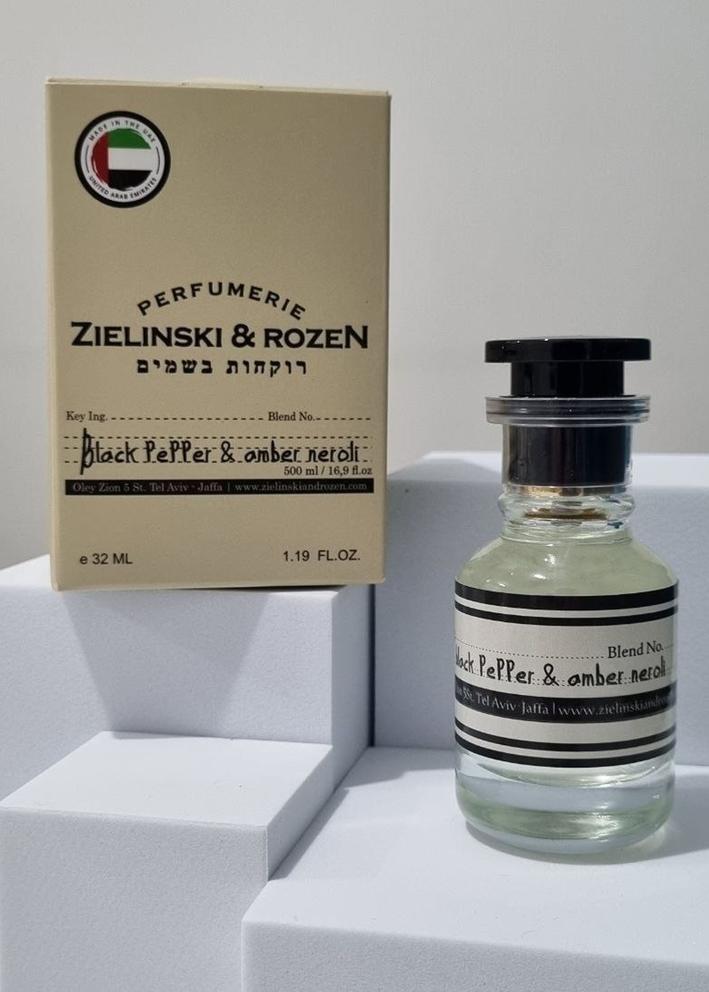 MADE IN THE UAE
UNITED ARAB EMIRATES
PERFUMERIE
ZIELINSKI & ROZEN
רוקחות בשמים
Key Ing. Blend No.
Black PePPer & amber neroli
500 ml / 16,9 fl.oz
Oley Zion 5 St. Tel Aviv - Jaffa | www.zielinskiandrozen.com
e 32 ML 1.19 FL.OZ.
Blend No.
lack PePPer & amber neroli
5St. Tel Aviv-Jaffa | www.zielinskiandro